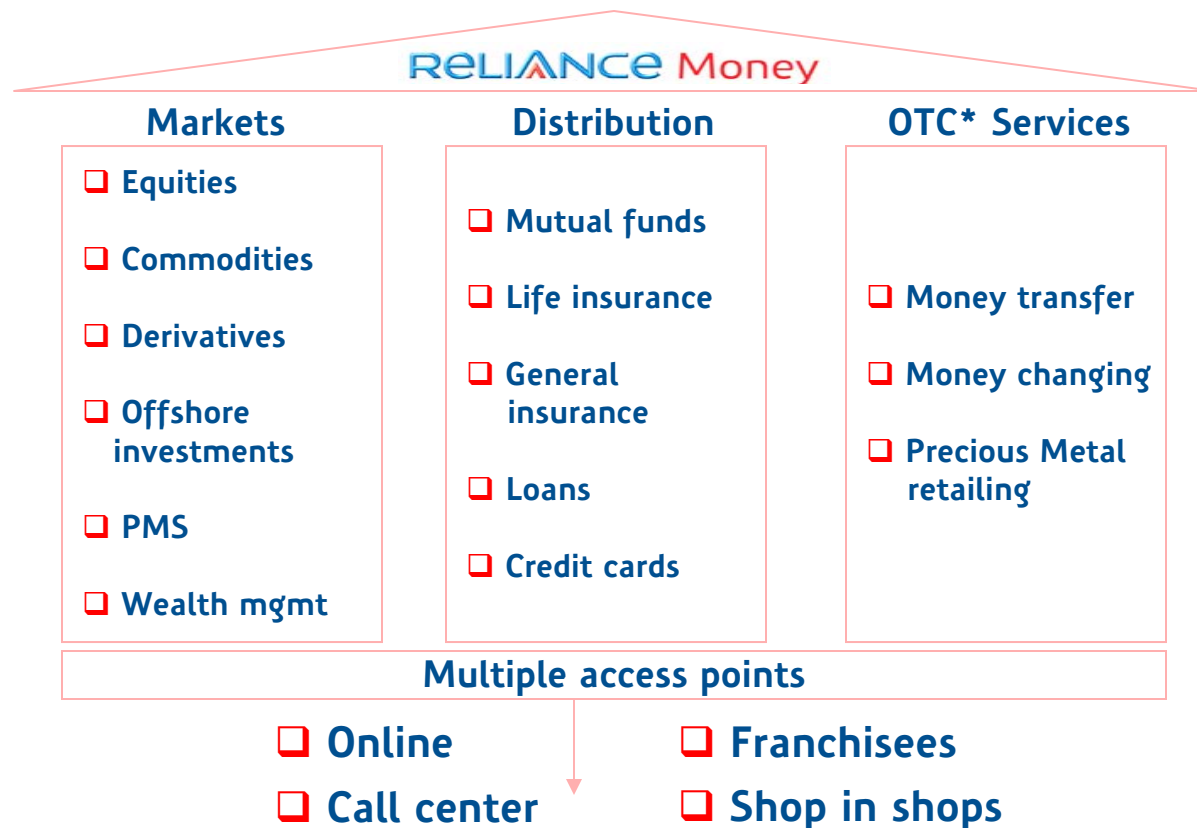 RELIANCE Money
Markets
Equities
Commodities
Derivatives
Offshore
investments
PMS
Wealth mgmt
Distribution
Mutual funds
Life insurance
General
insurance
Loans
Credit cards
OTC* Services
Money transfer
Money changing
Precious Metal
retailing
Multiple access points
Online
Call center
Franchisees
Shop in shops